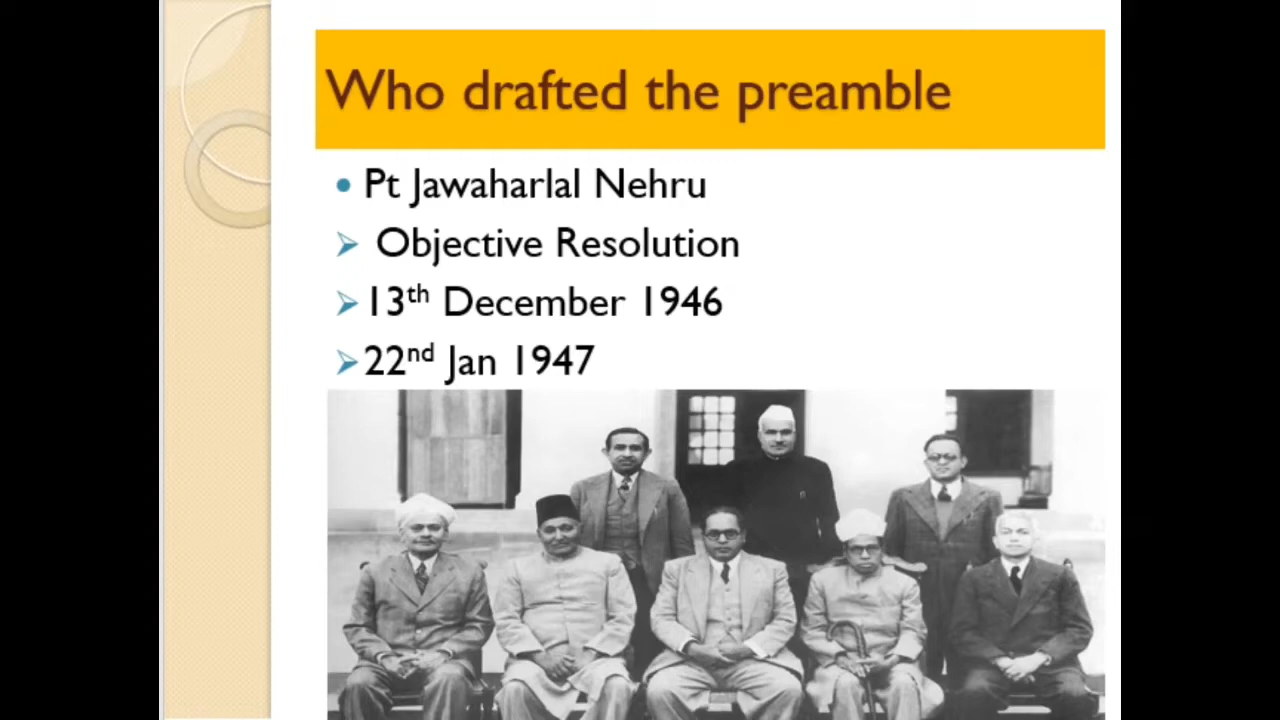 Who drafted the preamble
Pt Jawaharlal Nehru
Objective Resolution
13th December 1946
22nd Jan 1947